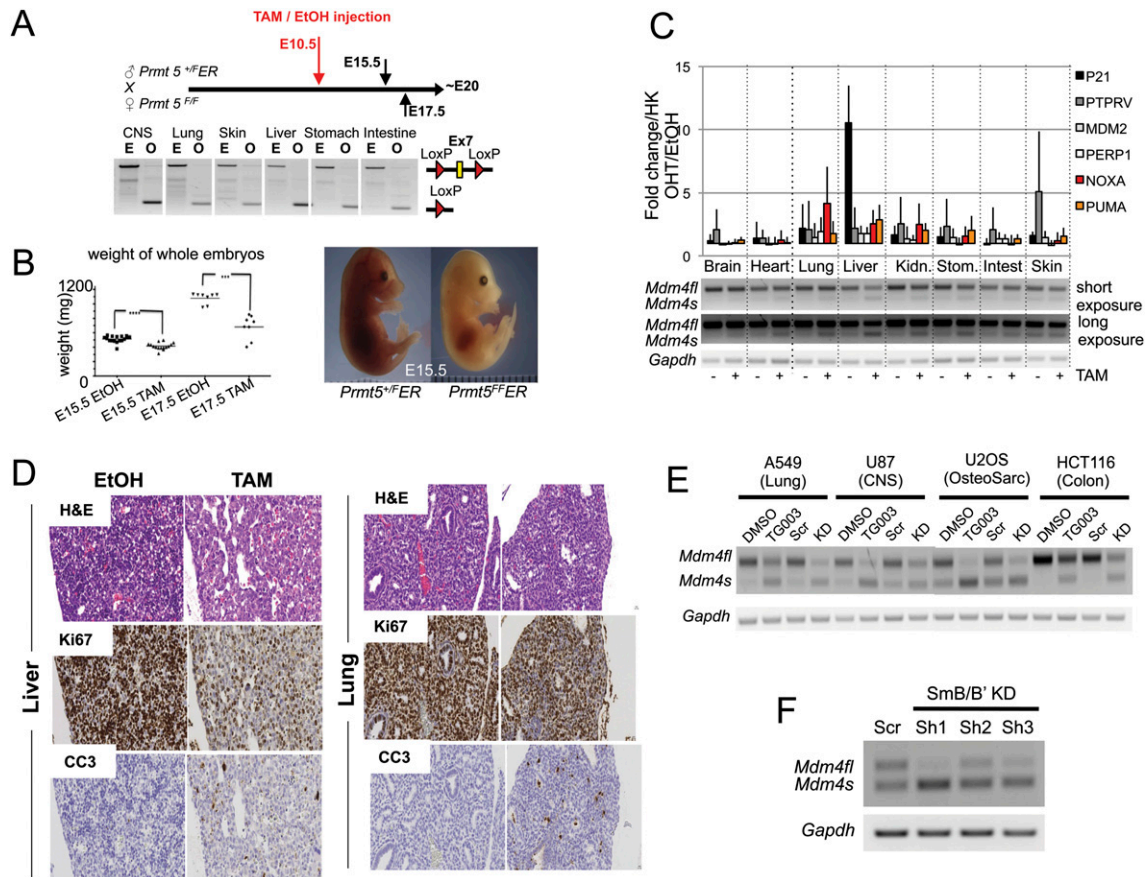 A
TAM / EtOH injection
E10.5
E15.5
♂ Prmt 5 +/FER
X
♀ Prmt 5 F/F
~E20
E17.5
CNS Lung Skin Liver Stomach Intestine
E O E O E O E O E O E O
Ex7
LoxP LoxP
LoxP
B
weight of whole embryos
weight (mg)
1200
0
****
***
E15.5 EtOH
E15.5 TAM
E17.5 EtOH
E17.5 TAM
E15.5
Prmt5+/FER
Prmt5FFER
C
Fold change/HK
OHT/EtOH
15
10
5
0
P21
PTPRV
MDM2
PERP1
NOXA
PUMA
Brain Heart Lung Liver Kidn. Stom. Intest Skin
Mdm4fl
Mdm4s
short
exposure
Mdm4fl
Mdm4s
long
exposure
Gapdh
- + - + - + - + - + - + - + - +
TAM
D
EtOH TAM
Liver
H&E
Ki67
CC3
Lung
H&E
Ki67
CC3
E
A549
(Lung)
U87
(CNS)
U2OS
(OsteoSarc)
HCT116
(Colon)
DMSO TG003 Scr KD DMSO TG003 Scr KD DMSO TG003 Scr KD DMSO TG003 Scr KD
Mdm4fl
Mdm4s
Gapdh
F
SmB/B' KD
Scr Sh1 Sh2 Sh3
Mdm4fl
Mdm4s
Gapdh